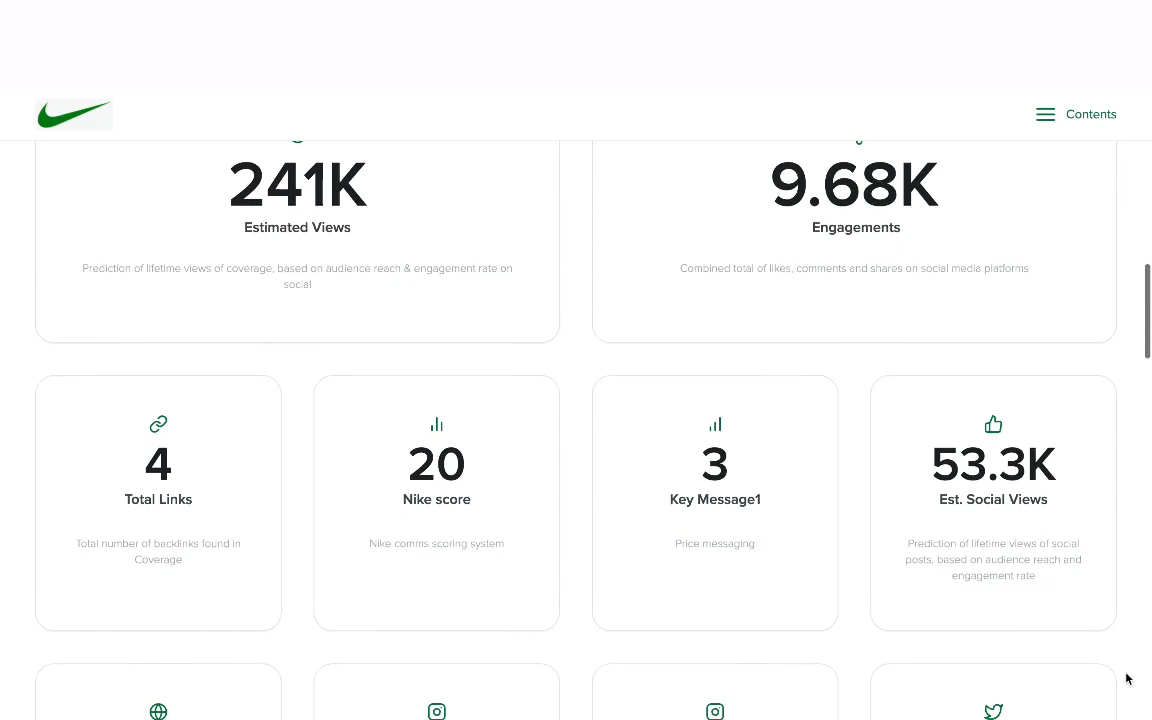 Contents
241K
9.68K
Estimated Views
Engagements
Prediction of lifetime views of coverage, based on audience reach & engagement rate on
social
Combined total of likes, comments and shares on social media platforms
4
20
3
53.3K
Total Links
Nike score
Key Message1
Est. Social Views
Total number of backlinks found in
Coverage
Nike comms scoring system
Price messaging
Prediction of lifetime views of social
posts, based on audience reach and
engagement rate